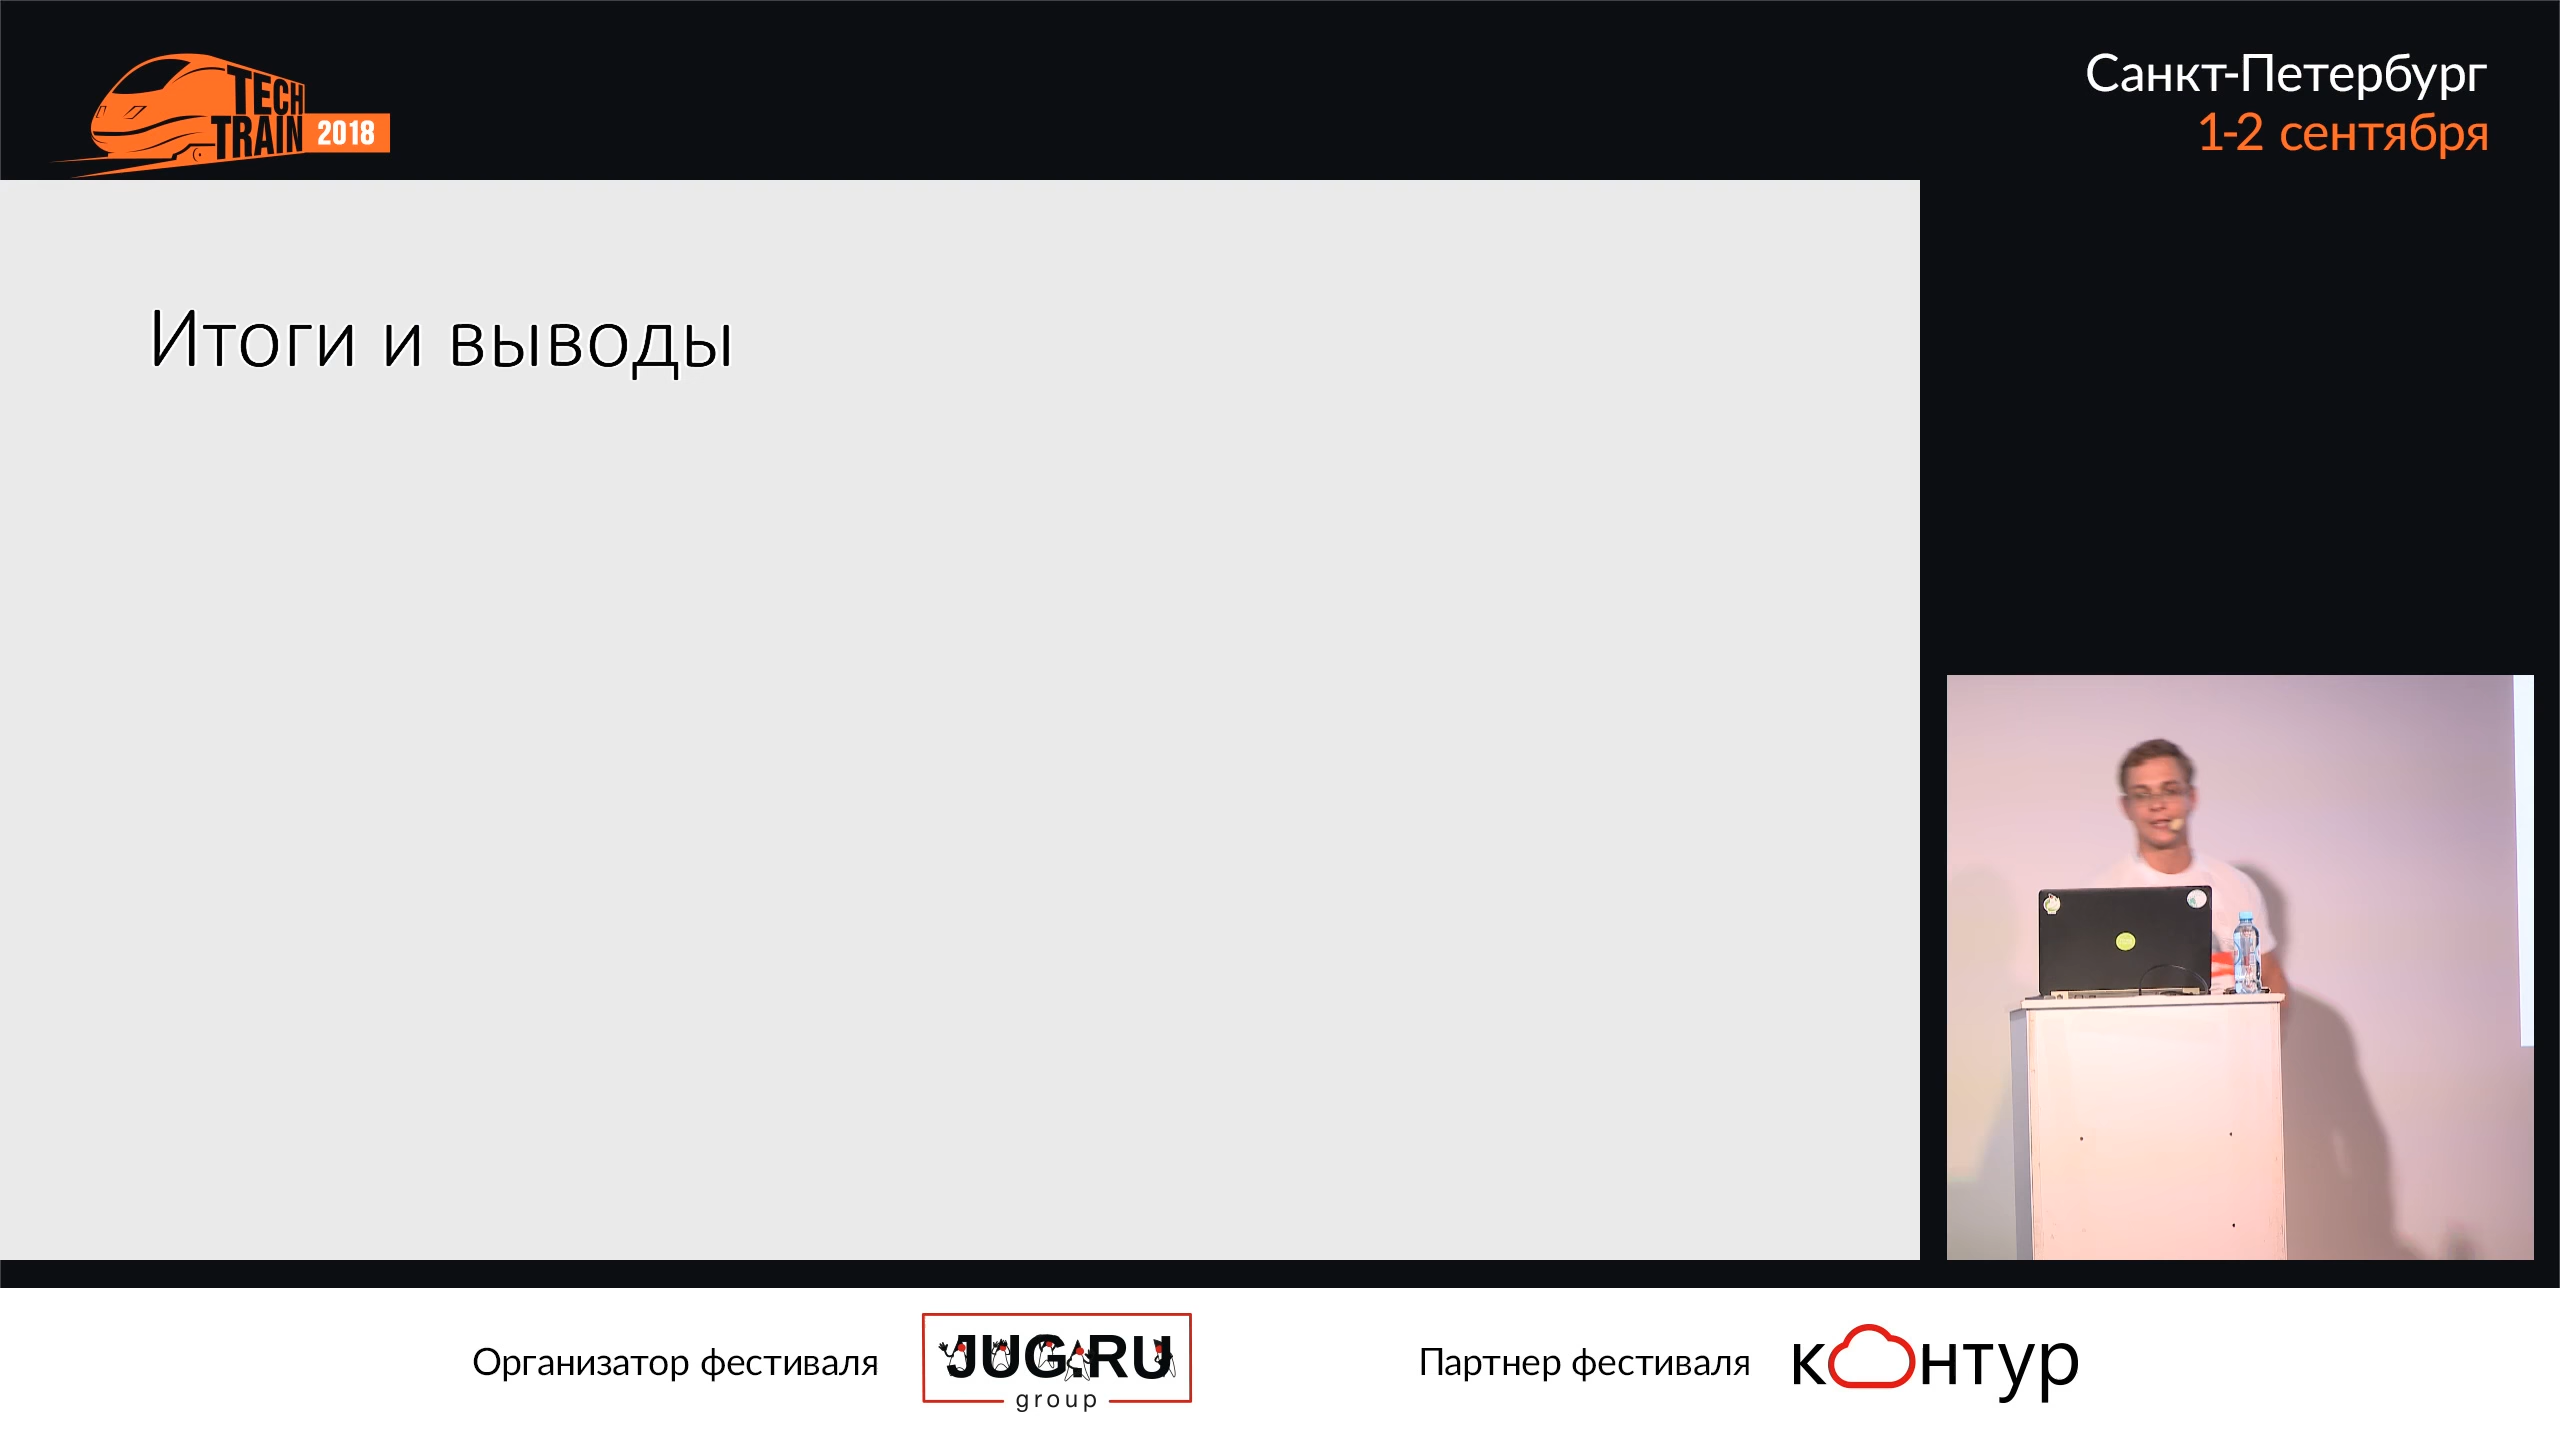 TECH
TRAIN 2018
Санкт-Петербург
1-2 сентября
Итоги и выводы
Организатор фестиваля
JUG.RU
group
Партнер фестиваля
контур